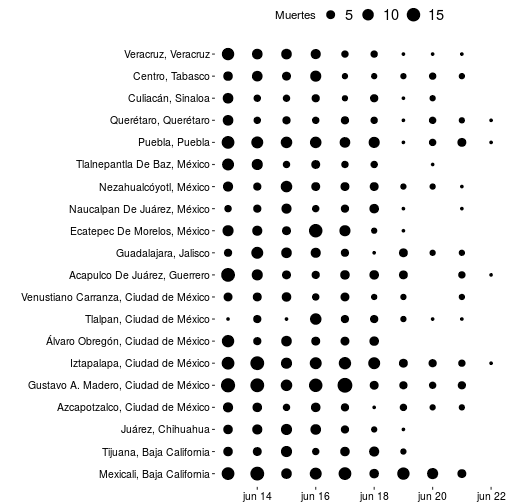 Muertes 5 10 15
Veracruz, Veracruz
Centro, Tabasco
Culiacán, Sinaloa
Querétaro, Querétaro
Puebla, Puebla
Tlalnepantla De Baz, México
Nezahualcóyotl, México
Naucalpan De Juárez, México
Ecatepec De Morelos, México
Guadalajara, Jalisco
Acapulco De Juárez, Guerrero
Venustiano Carranza, Ciudad de México
Tlalpan, Ciudad de México
Álvaro Obregón, Ciudad de México
Iztapalapa, Ciudad de México
Gustavo A. Madero, Ciudad de México
Azcapotzalco, Ciudad de México
Juárez, Chihuahua
Tijuana, Baja California
Mexicali, Baja California
jun 14 jun 16 jun 18 jun 20 jun 22